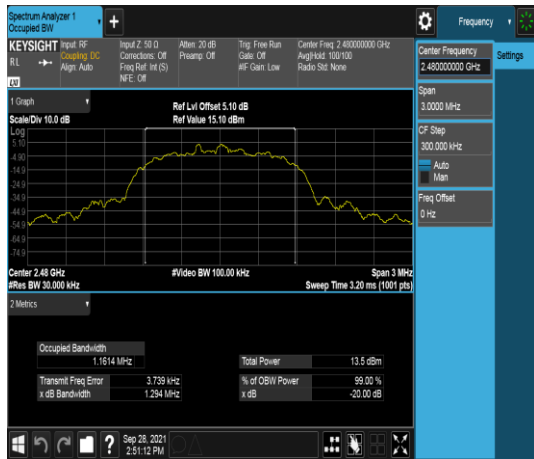 Spectrum Analyzer 1
Occupied BW
+
Frequency
KEYSIGHT
R L
LXI
Input: RF
Coupling: DC
Align: Auto
Input Z: 50 Ω
Corrections: Off
Freq Ref: Int (S)
NFE: Off
Atten: 20 dB
Preamp: Off
Trig: Free Run
Gate: Off
#IF Gain: Low
Center Freq: 2.480000000 GHz
Avg|Hold: 100/100
Radio Std: None
Center Frequency
2.480000000 GHz
Settings
Span
3.0000 MHz
CF Step
300.000 kHz
Auto
Man
Freq Offset
0 Hz
1 Graph
Scale/Div 10.0 dB
Ref Lvl Offset 5.10 dB
Ref Value 15.10 dBm
Log
5.10
-4.90
-14.9
-24.9
-34.9
-44.9
-54.9
-64.9
-74.9
Center 2.48 GHz
#Video BW 100.00 kHz
Span 3 MHz
#Res BW 30.000 kHz
Sweep Time 3.20 ms (1001 pts)
2 Metrics
Occupied Bandwidth
1.1614 MHz
Total Power 13.5 dBm
Transmit Freq Error 3.739 kHz
% of OBW Power 99.00 %
x dB Bandwidth 1.294 MHz
x dB -20.00 dB
?
Sep 28, 2021
2:51:12 PM